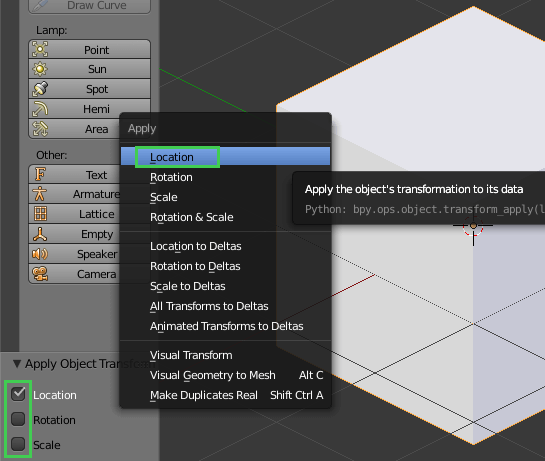 Draw Curve
Lamp:
Point
Sun
Spot
Hemi
Area
Other:
Text
Armature
Lattice
Empty
Speaker
Camera
Apply
Location
Rotation
Scale
Rotation & Scale
Location to Deltas
Rotation to Deltas
Scale to Deltas
All Transforms to Deltas
Animated Transforms to Deltas
Visual Transform
Visual Geometry to Mesh Alt C
Make Duplicates Real Shift Ctrl A
Apply the object's transformation to its data
Python: bpy.ops.object.transform_apply(l
Apply Object Transform
Location
Rotation
Scale